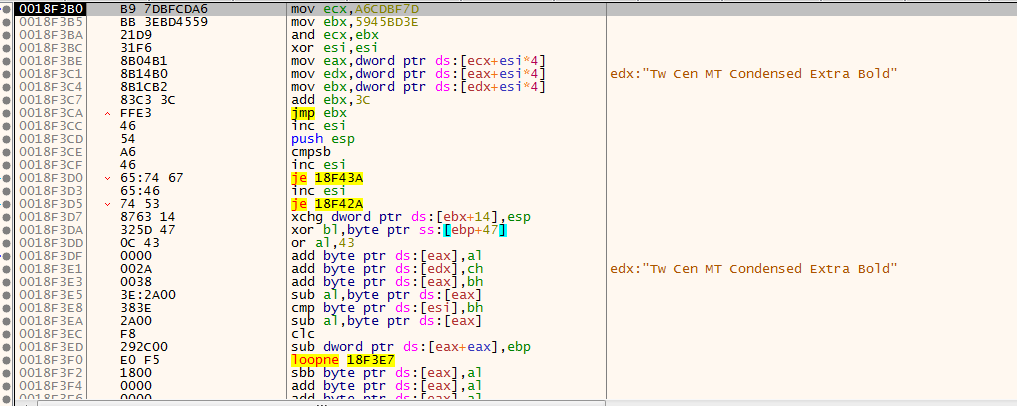 0018F3B0 B9 7DBFCDA6 mov ecx,A6CDBF7D
0018F3B5 BB 3EBD4559 mov ebx,5945BD3E
0018F3BA 21D9 and ecx,ebx
0018F3BC 31F6 xor esi,esi
0018F3BE 8B04B1 mov eax,dword ptr ds:[ecx+esi*4]
0018F3C1 8B14B0 mov edx,dword ptr ds:[eax+esi*4] edx:"Tw Cen MT Condensed Extra Bold"
0018F3C4 8B1CB2 mov ebx,dword ptr ds:[edx+esi*4]
0018F3C7 83C3 3C add ebx,3C
0018F3CA FFE3 jmp ebx
0018F3CC 46 inc esi
0018F3CD 54 push esp
0018F3CE A6 cmpsb
0018F3CF 46 inc esi
0018F3D0 65:74 67 je 18F43A
0018F3D3 65:46 inc esi
0018F3D5 74 53 je 18F42A
0018F3D7 8763 14 xchg dword ptr ds:[ebx+14],esp
0018F3DA 325D 47 xor bl,byte ptr ss:[ebp+47]
0018F3DD 0C 43 or al,43
0018F3DF 0000 add byte ptr ds:[eax],al
0018F3E1 002A add byte ptr ds:[edx],ch edx:"Tw Cen MT Condensed Extra Bold"
0018F3E3 0038 add byte ptr ds:[eax],bh
0018F3E5 3E:2A00 sub al,byte ptr ds:[eax]
0018F3E8 383E cmp byte ptr ds:[esi],bh
0018F3EA 2A00 sub al,byte ptr ds:[eax]
0018F3EC F8 clc
0018F3ED 292C00 sub dword ptr ds:[eax+eax],ebp
0018F3F0 E0 F5 loopne 18F3E7
0018F3F2 1800 sbb byte ptr ds:[eax],al
0018F3F4 0000 add byte ptr ds:[eax],al
0018F3F6 0000 add byte ptr ds:[eax],al